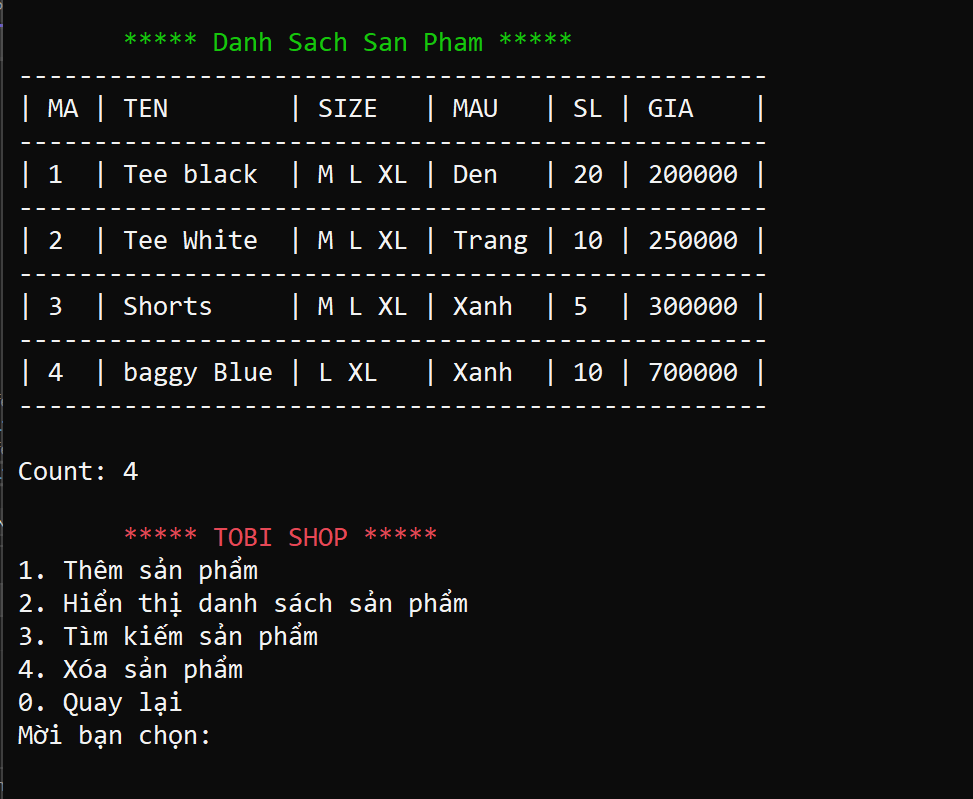 ***** Danh Sach San Pham *****
--------------------------------------------------
| MA | TEN        | SIZE   | MAU   | SL | GIA    |
--------------------------------------------------
| 1  | Tee black  | M L XL | Den   | 20 | 200000 |
--------------------------------------------------
| 2  | Tee White  | M L XL | Trang | 10 | 250000 |
--------------------------------------------------
| 3  | Shorts     | M L XL | Xanh  | 5  | 300000 |
--------------------------------------------------
| 4  | baggy Blue | L XL   | Xanh  | 10 | 700000 |
--------------------------------------------------
Count: 4
***** TOBI SHOP *****
1. Thêm sản phẩm
2. Hiển thị danh sách sản phẩm
3. Tìm kiếm sản phẩm
4. Xóa sản phẩm
0. Quay lại
Mời bạn chọn: